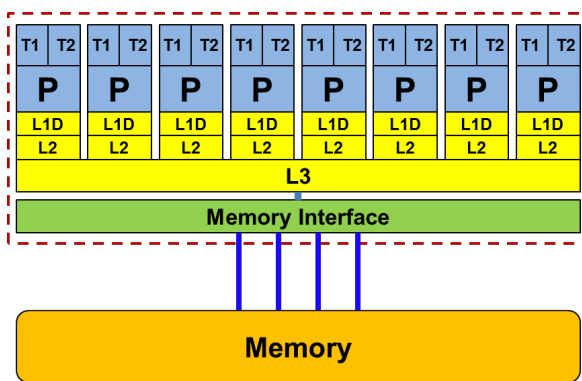 T1 T2 T1 T2 T1 T2 T1 T2 T1 T2 T1 T2 T1 T2 T1 T2
P P P P P P P P
L1D L1D L1D L1D L1D L1D L1D L1D
L2 L2 L2 L2 L2 L2 L2 L2
L3
Memory Interface
Memory